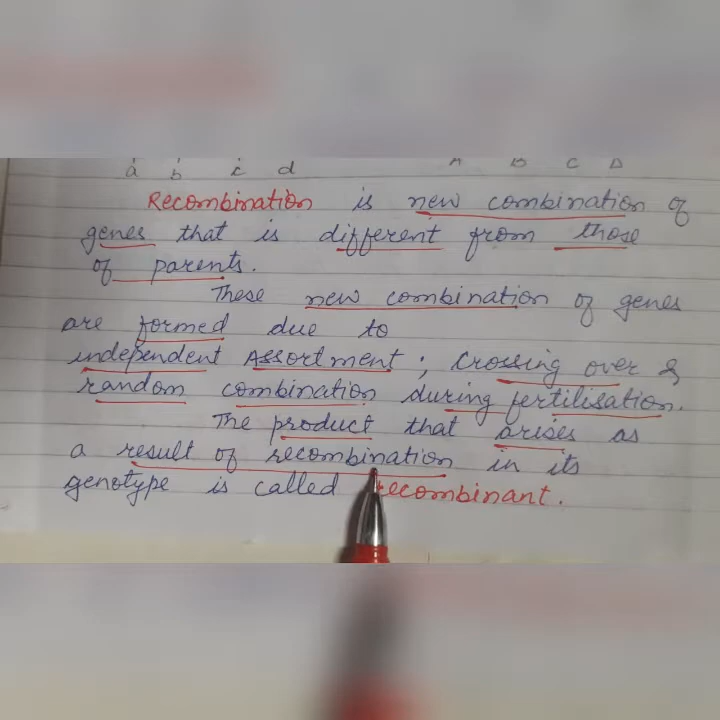 a b c d A B C D
Recombination is new combination of
genes that is different from those
of parents.
These new combination of genes
are formed due to
independent Assortment; Crossing over &
random combination during fertilisation.
The product that arises as
a result of recombination in its
genotype is called recombinant.